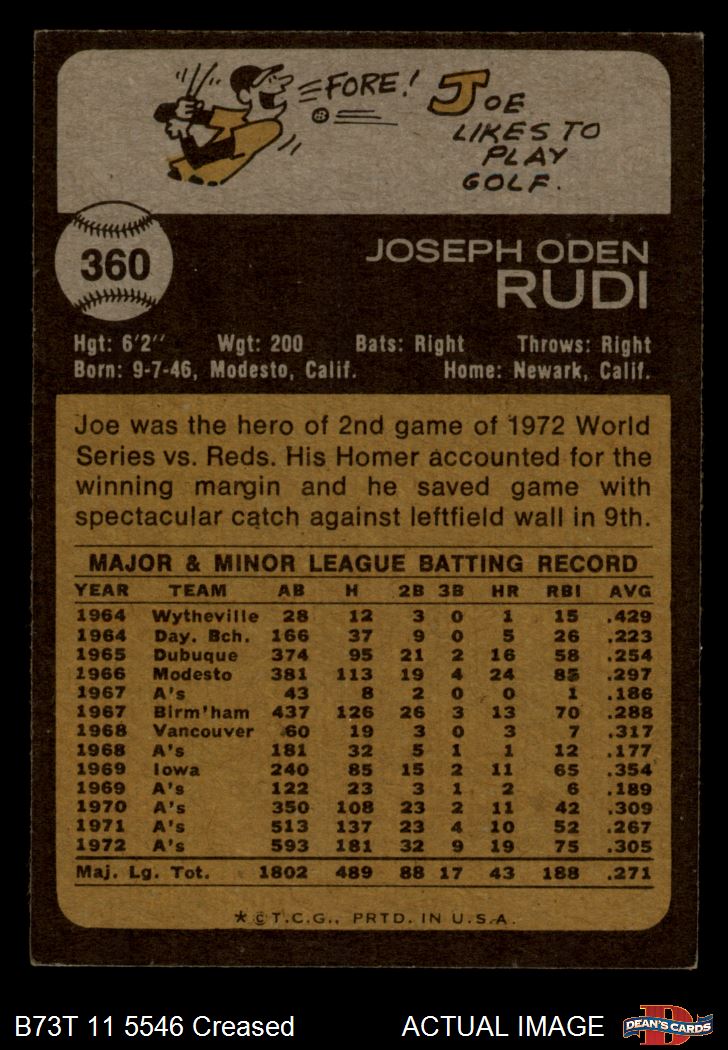 FORE!
JOE
LIKES TO
PLAY
GOLF.
360
JOSEPH ODEN
RUDI
Hgt: 6'2" Wgt: 200 Bats: Right Throws: Right
Born: 9-7-46, Modesto, Calif. Home: Newark, Calif.
Joe was the hero of 2nd game of 1972 World
Series vs. Reds. His Homer accounted for the
winning margin and he saved game with
spectacular catch against leftfield wall in 9th.
MAJOR & MINOR LEAGUE BATTING RECORD
YEAR TEAM AB H 2B 3B HR RBI AVG
1964 Wytheville 28 12 3 0 1 15 .429
1964 Day. Bch. 166 37 9 0 5 26 .223
1965 Dubuque 374 95 21 2 16 58 .254
1966 Modesto 381 113 19 4 24 85 .297
1967 A's 43 8 2 0 0 1 .186
1967 Birm'ham 437 126 26 3 13 70 .288
1968 Vancouver 60 19 3 0 3 7 .317
1968 A's 181 32 5 1 1 12 .177
1969 Iowa 240 85 15 2 11 65 .354
1969 A's 122 23 3 1 2 6 .189
1970 A's 350 108 23 2 11 42 .309
1971 A's 513 137 23 4 10 52 .267
1972 A's 593 181 32 9 19 75 .305
Maj. Lg. Tot. 1802 489 88 17 43 188 .271
* © T.C.G., PRTD. IN U.S.A.
B73T 11 5546 Creased ACTUAL IMAGE
D
DEAN'S CARDS